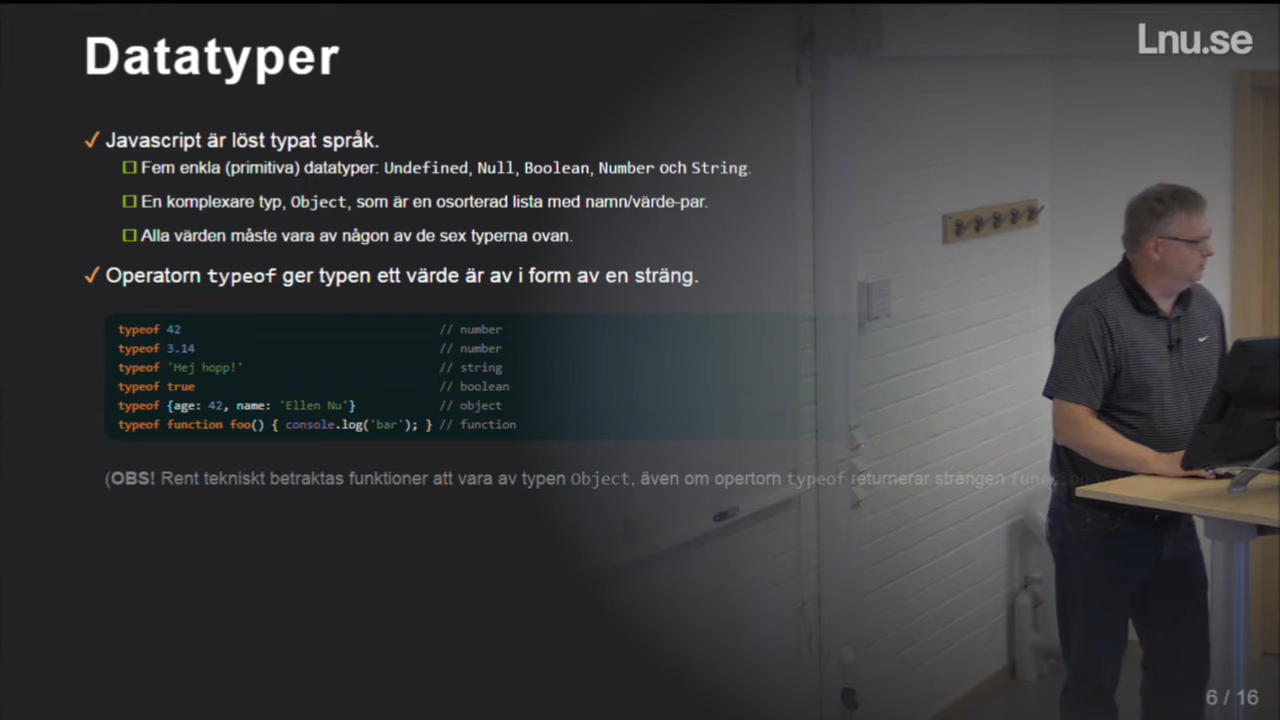 Datatyper
Lnu.se
✓ Javascript är löst typat språk.
Fem enkla (primitiva) datatyper: Undefined, Null, Boolean, Number och String.
En komplexare typ, Object, som är en osorterad lista med namn/värde-par.
Alla värden måste vara av någon av de sex typerna ovan.
✓ Operatorn typeof ger typen ett värde är av i form av en sträng.
typeof 42 // number
typeof 3.14 // number
typeof 'Hej hopp!' // string
typeof true // boolean
typeof {age: 42, name: 'Ellen Nu'} // object
typeof function foo() { console.log('bar'); } // function
(OBS! Rent tekniskt betraktas funktioner att vara av typen Object, även om opertorn typeof returnerar strängen
6 / 16